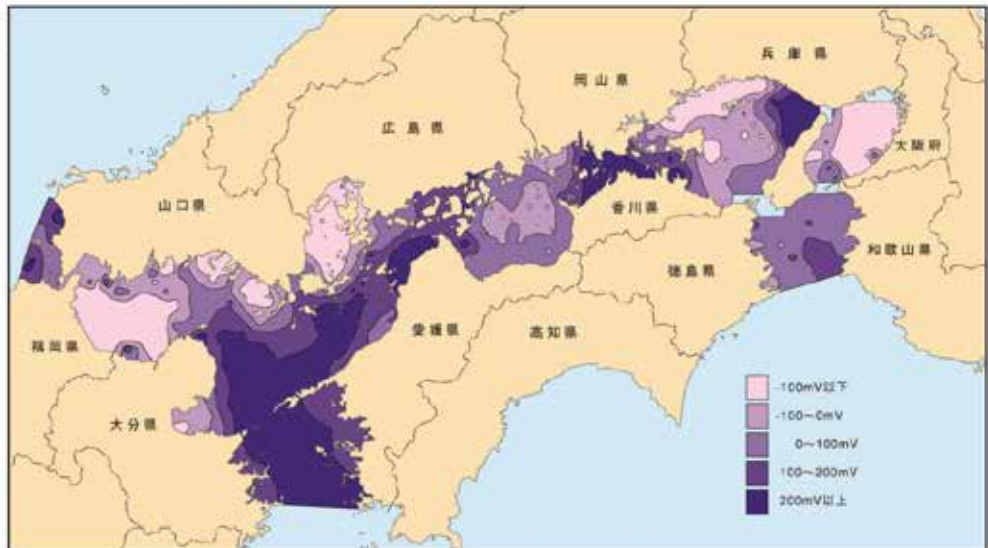 兵庫県
岡山県
広島県
大阪府
山口県
香川県
和歌山県
徳島県
愛媛県
高知県
福岡県
大分県
-100mV以下
-100～0mV
0～100mV
100～200mV
200mV以上